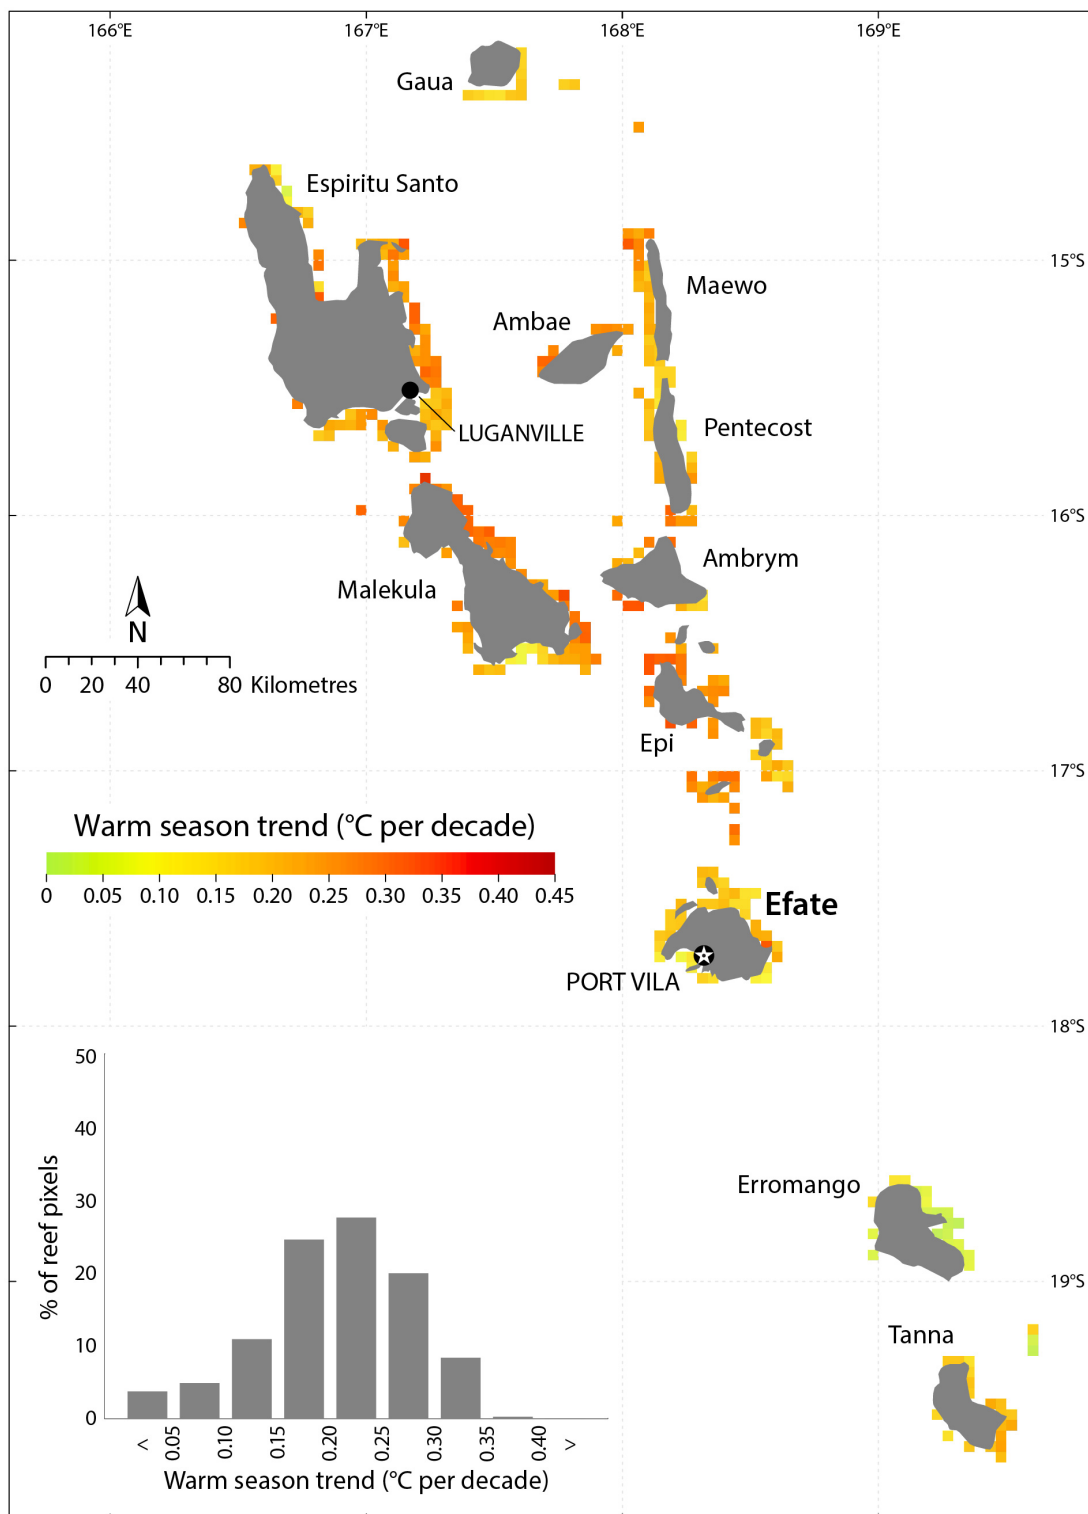 166°E 167°E 168°E 169°E
Gaua
Espiritu Santo
15°S
Maewo
Ambae
Pentecost
LUGANVILLE
16°S
Ambrym
Malekula
N
0 20 40 80 Kilometres
Epi
17°S
Warm season trend (°C per decade)
0 0.05 0.10 0.15 0.20 0.25 0.30 0.35 0.40 0.45
Efate
PORT VILA
18°S
50
40
30
20
10
0
% of reef pixels
< 0.05 0.10 0.15 0.20 0.25 0.30 0.35 0.40 >
Warm season trend (°C per decade)
Erromango
19°S
Tanna